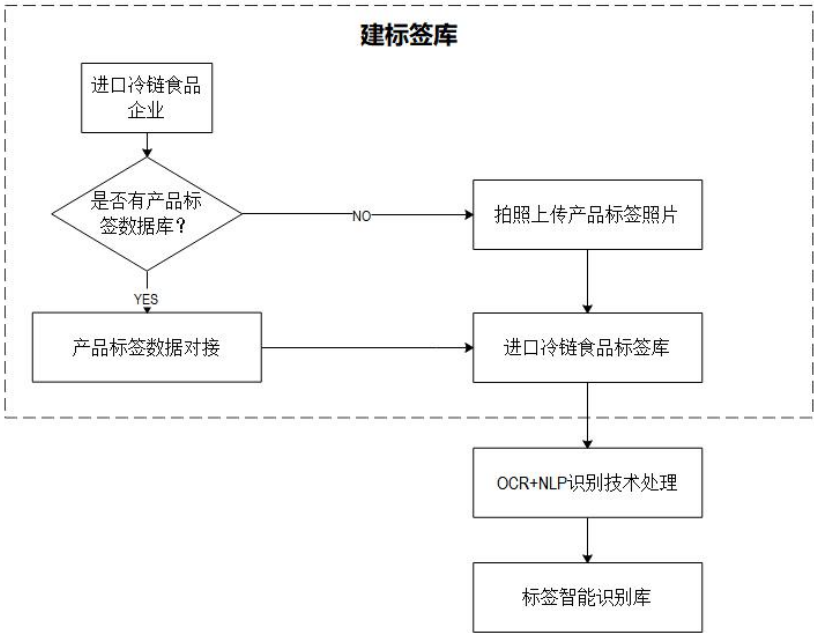 建标签库
进口冷链食品
企业
是否有产品标
签数据库？
NO
拍照上传产品标签照片
YES
产品标签数据对接
进口冷链食品标签库
OCR+NLP识别技术处理
标签智能识别库